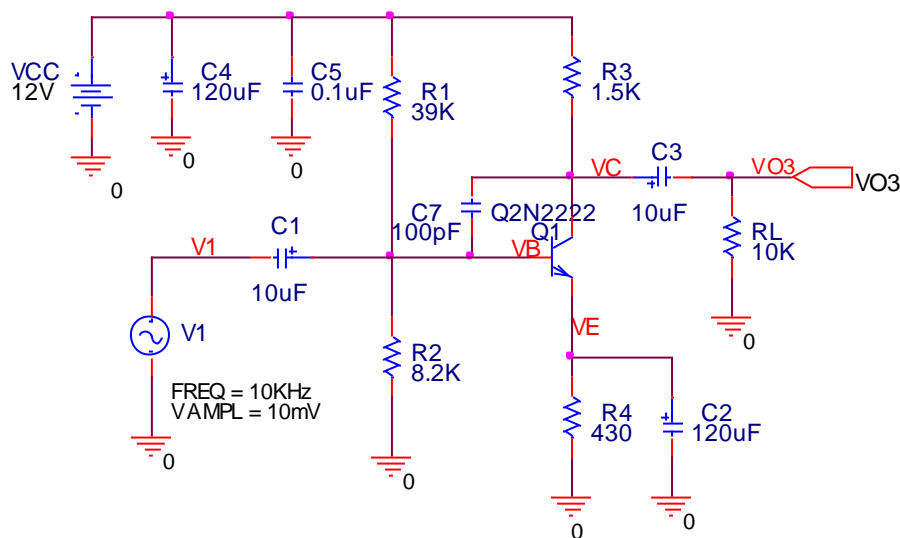 VCC
12V
C4
120uF
C5
0.1uF
R1
39K
R3
1.5K
0
0
0
C7
100pF
Q2N2222
Q1
VC
C3
10uF
VO3
VO3
RL
10K
0
V1
C1
10uF
VB
V1
FREQ = 10KHz
VAMPL = 10mV
0
R2
8.2K
0
VE
R4
430
0
C2
120uF
0